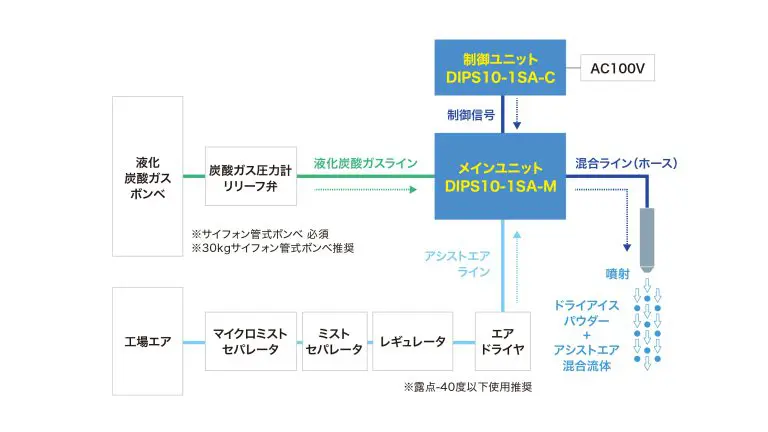 制御ユニット
DIPS10-1SA-C
AC100V
制御信号
液化
炭酸ガス
ボンベ
炭酸ガス圧力計
リリーフ弁
液化炭酸ガスライン
メインユニット
DIPS10-1SA-M
混合ライン（ホース）
※サイフォン管式ボンベ 必須
※30kgサイフォン管式ボンベ推奨
アシストエア
ライン
噴射
ドライアイス
パウダー
+
アシストエア
混合流体
工場エア
マイクロミスト
セパレータ
ミスト
セパレータ
レギュレータ
エア
ドライヤ
※露点-40度以下使用推奨